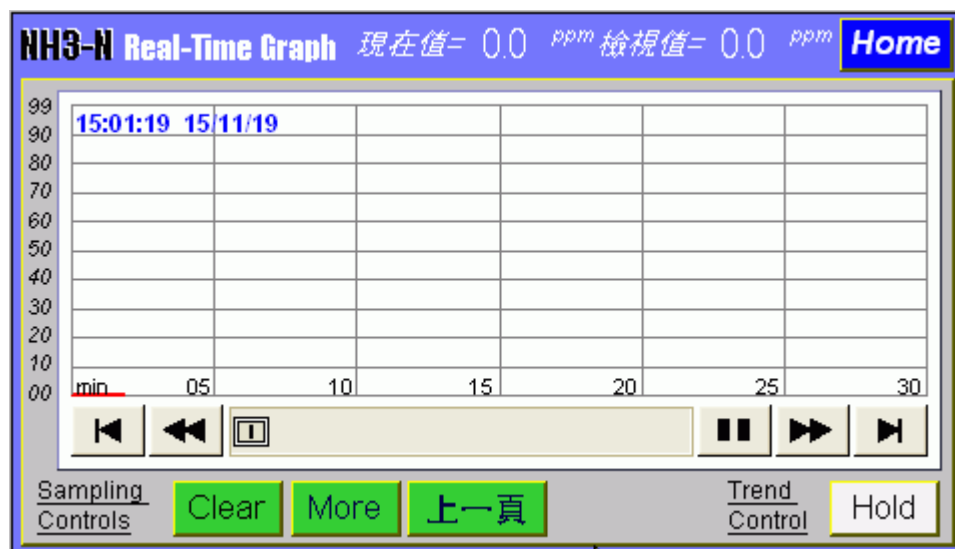 NH3-N Real-Time Graph 現在值= 0.0 ppm 檢視值= 0.0 ppm Home
99
15:01:19 15/11/19
90
80
70
60
50
40
30
20
10
00
min 05 10 15 20 25 30
Sampling Controls
Clear More 上一頁
Trend Control
Hold